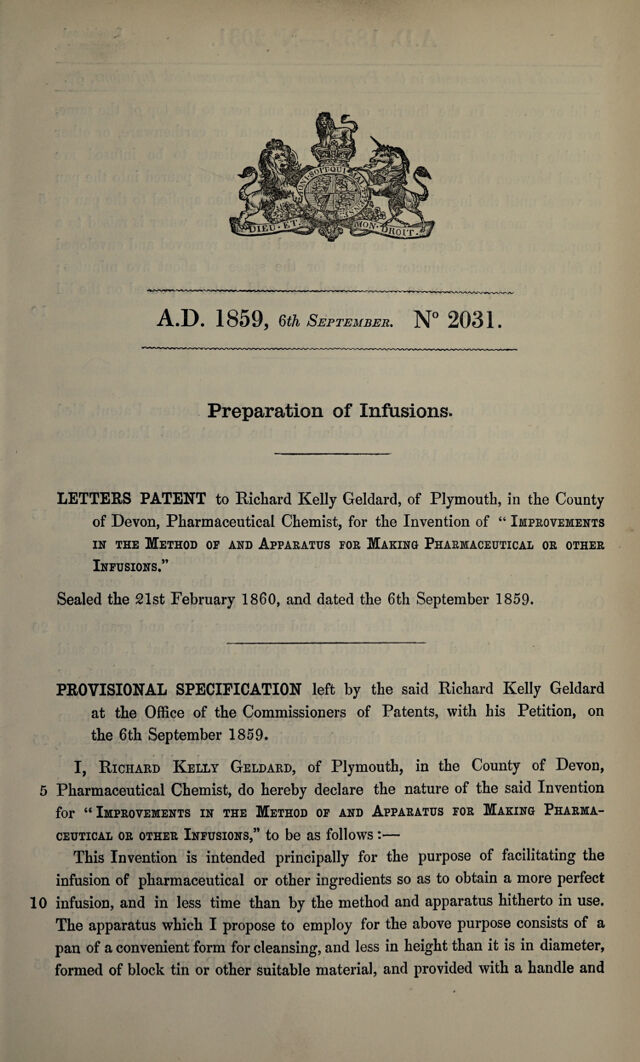 HONI SOIT QUI MAL
DIEU·ET· MON·DROIT·
A.D. 1859, 6th SEPTEMBER. N° 2031.
Preparation of Infusions.
LETTERS PATENT to Richard Kelly Geldard, of Plymouth, in the County
of Devon, Pharmaceutical Chemist, for the Invention of “ IMPROVEMENTS
IN THE METHOD OF AND APPARATUS FOR MAKING PHARMACEUTICAL OR OTHER
INFUSIONS.”
Sealed the 21st February 1860, and dated the 6th September 1859.
PROVISIONAL SPECIFICATION left by the said Richard Kelly Geldard
at the Office of the Commissioners of Patents, with his Petition, on
the 6th September 1859.
I, RICHARD KELLY GELDARD, of Plymouth, in the County of Devon,
5 Pharmaceutical Chemist, do hereby declare the nature of the said Invention
for “ IMPROVEMENTS IN THE METHOD OF AND APPARATUS FOR MAKING PHARMA-
CEUTICAL OR OTHER INFUSIONS,” to be as follows :—
This Invention is intended principally for the purpose of facilitating the
infusion of pharmaceutical or other ingredients so as to obtain a more perfect
10 infusion, and in less time than by the method and apparatus hitherto in use.
The apparatus which I propose to employ for the above purpose consists of a
pan of a convenient form for cleansing, and less in height than it is in diameter,
formed of block tin or other suitable material, and provided with a handle and